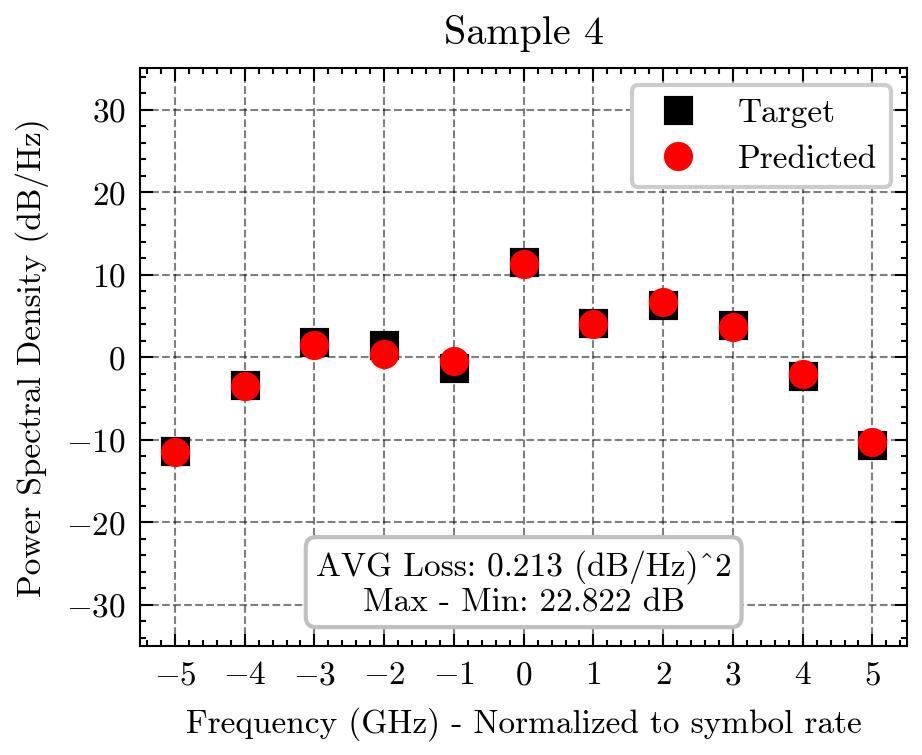 Sample 4
Power Spectral Density (dB/Hz)
30
20
10
0
−10
−20
−30
Target
Predicted
AVG Loss: 0.213 (dB/Hz)^2
Max - Min: 22.822 dB
−5 −4 −3 −2 −1 0 1 2 3 4 5
Frequency (GHz) - Normalized to symbol rate